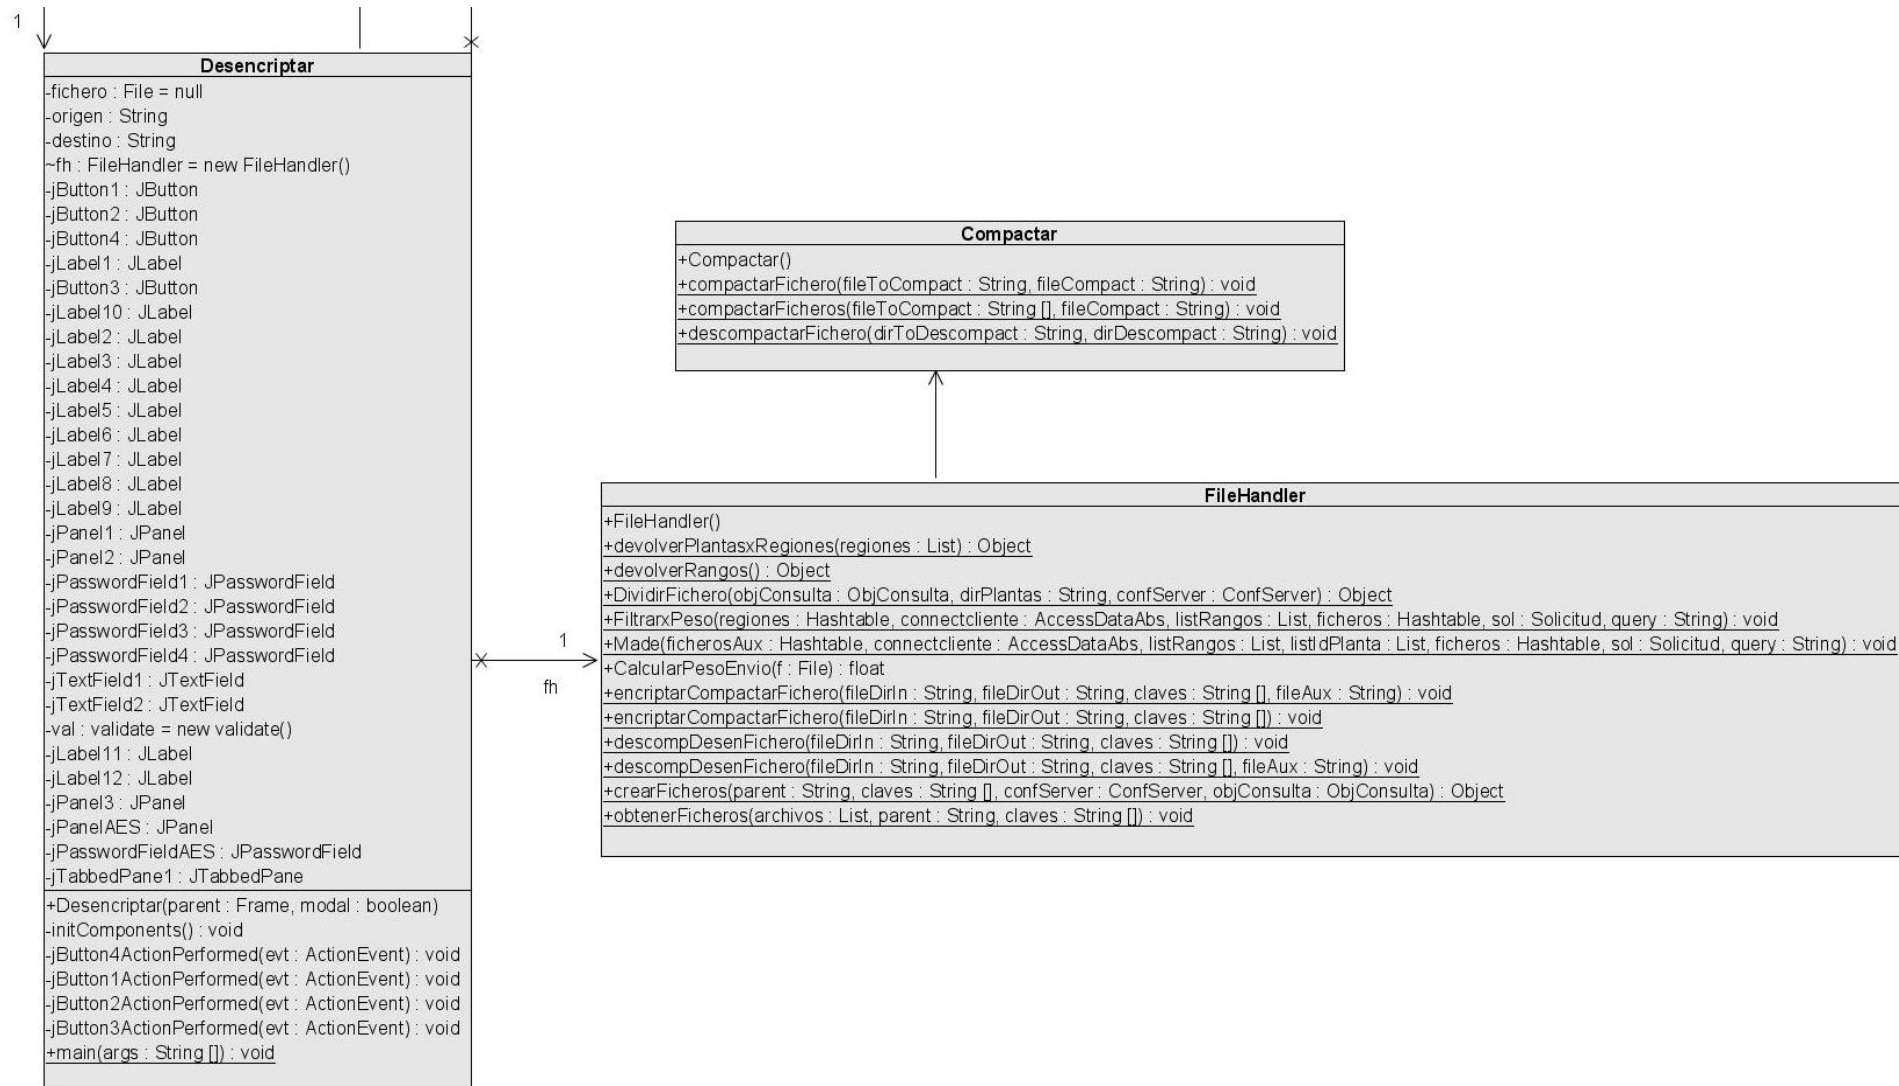 1
Desencriptar
-fichero : File = null
-origen : String
-destino : String
~fh : FileHandler = new FileHandler()
-jButton1 : JButton
-jButton2 : JButton
-jButton4 : JButton
-jLabel1 : JLabel
-jButton3 : JButton
-jLabel10 : JLabel
-jLabel2 : JLabel
-jLabel3 : JLabel
-jLabel4 : JLabel
-jLabel5 : JLabel
-jLabel6 : JLabel
-jLabel7 : JLabel
-jLabel8 : JLabel
-jLabel9 : JLabel
-jPanel1 : JPanel
-jPanel2 : JPanel
-jPasswordField1 : JPasswordField
-jPasswordField2 : JPasswordField
-jPasswordField3 : JPasswordField
-jPasswordField4 : JPasswordField
-jTextField1 : JTextField
-jTextField2 : JTextField
-val : validate = new validate()
-jLabel11 : JLabel
-jLabel12 : JLabel
-jPanel3 : JPanel
-jPanelAES : JPanel
-jPasswordFieldAES : JPasswordField
-jTabbedPane1 : JTabbedPane
+Desencriptar(parent : Frame, modal : boolean)
-initComponents() : void
-jButton4ActionPerformed(evt : ActionEvent) : void
-jButton1ActionPerformed(evt : ActionEvent) : void
-jButton2ActionPerformed(evt : ActionEvent) : void
-jButton3ActionPerformed(evt : ActionEvent) : void
+main(args : String []) : void
1
fh
Compactar
+Compactar()
+compactarFichero(fileToCompact : String, fileCompact : String) : void
+compactarFicheros(fileToCompact : String [], fileCompact : String) : void
+descompactarFichero(dirToDescompact : String, dirDescompact : String) : void
FileHandler
+FileHandler()
+devolverPlantasxRegiones(regiones : List) : Object
+devolverRangos() : Object
+DividirFichero(objConsulta : ObjConsulta, dirPlantas : String, confServer : ConfServer) : Object
+FiltrarxPeso(regiones : Hashtable, connectcliente : AccessDataAbs, listRangos : List, ficheros : Hashtable, sol : Solicitud, query : String) : void
+Made(ficherosAux : Hashtable, connectcliente : AccessDataAbs, listRangos : List, listIdPlanta : List, ficheros : Hashtable, sol : Solicitud, query : String) : void
+CalcularPesoEnvio(f : File) : float
+encriptarCompactarFichero(fileDirIn : String, fileDirOut : String, claves : String [], fileAux : String) : void
+encriptarCompactarFichero(fileDirIn : String, fileDirOut : String, claves : String []) : void
+descompDesenFichero(fileDirIn : String, fileDirOut : String, claves : String []) : void
+descompDesenFichero(fileDirIn : String, fileDirOut : String, claves : String [], fileAux : String) : void
+crearFicheros(parent : String, claves : String [], confServer : ConfServer, objConsulta : ObjConsulta) : Object
+obtenerFicheros(archivos : List, parent : String, claves : String []) : void